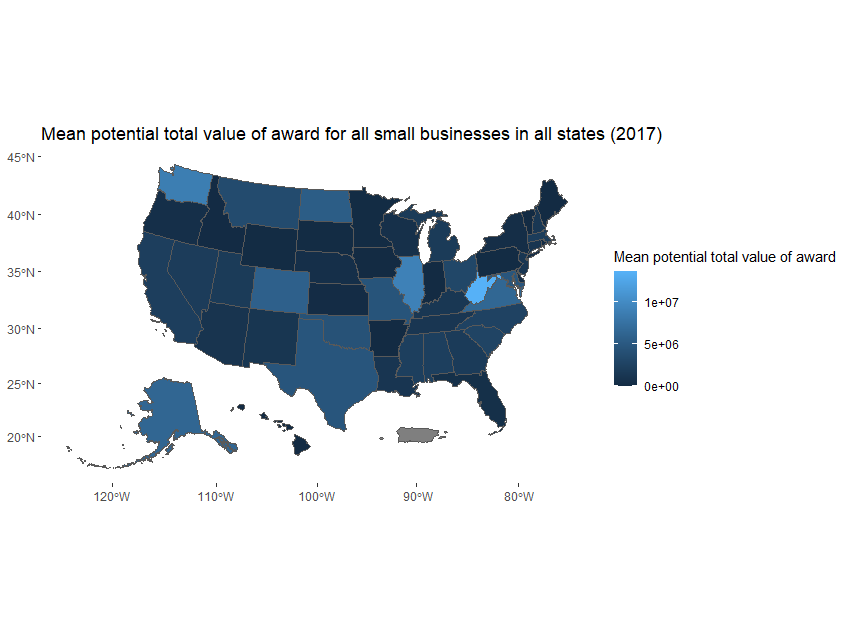 Mean potential total value of award for all small businesses in all states (2017)
45°N
40°N
35°N
30°N
25°N
20°N
120°W
110°W
100°W
90°W
80°W
Mean potential total value of award
1e+07
5e+06
0e+00